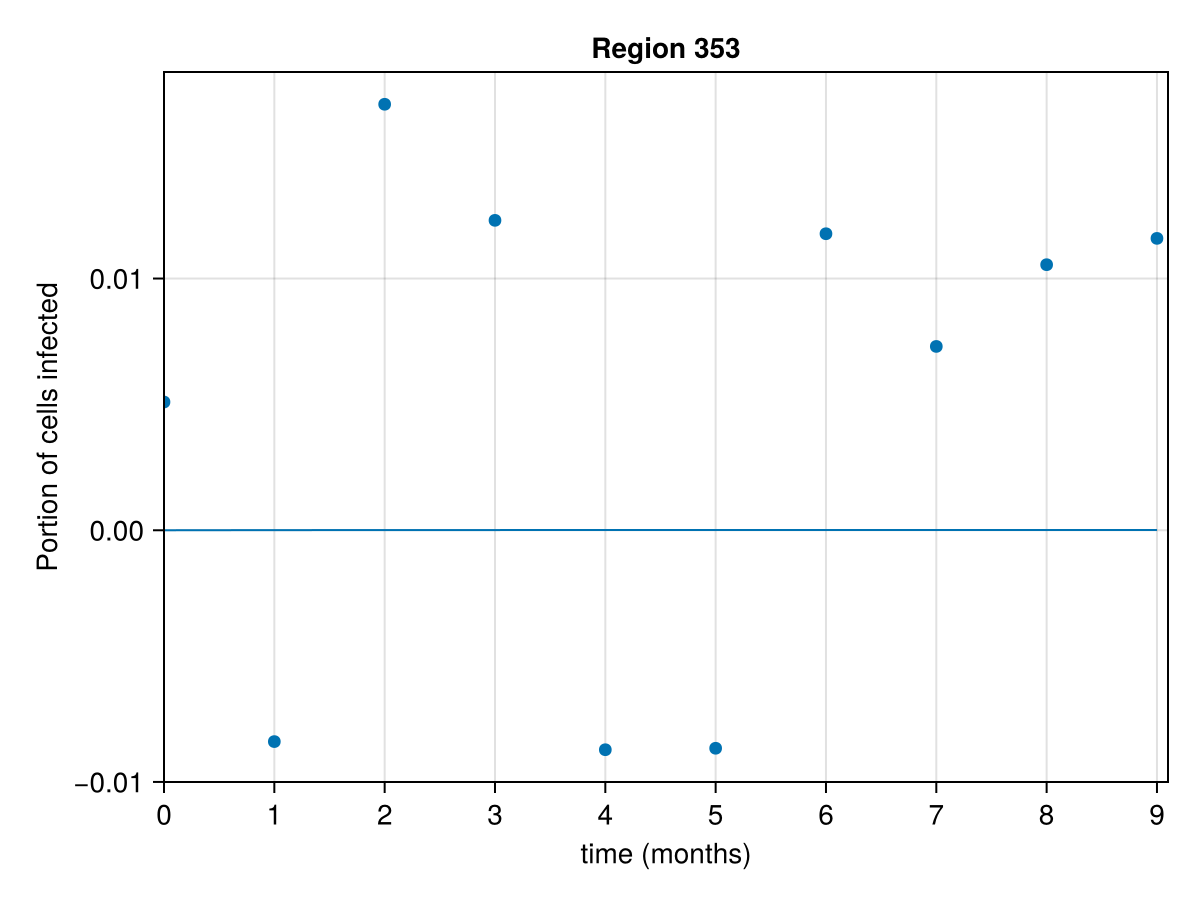 Region 353
Portion of cells infected
0.01
0.00
−0.01
0 1 2 3 4 5 6 7 8 9
time (months)